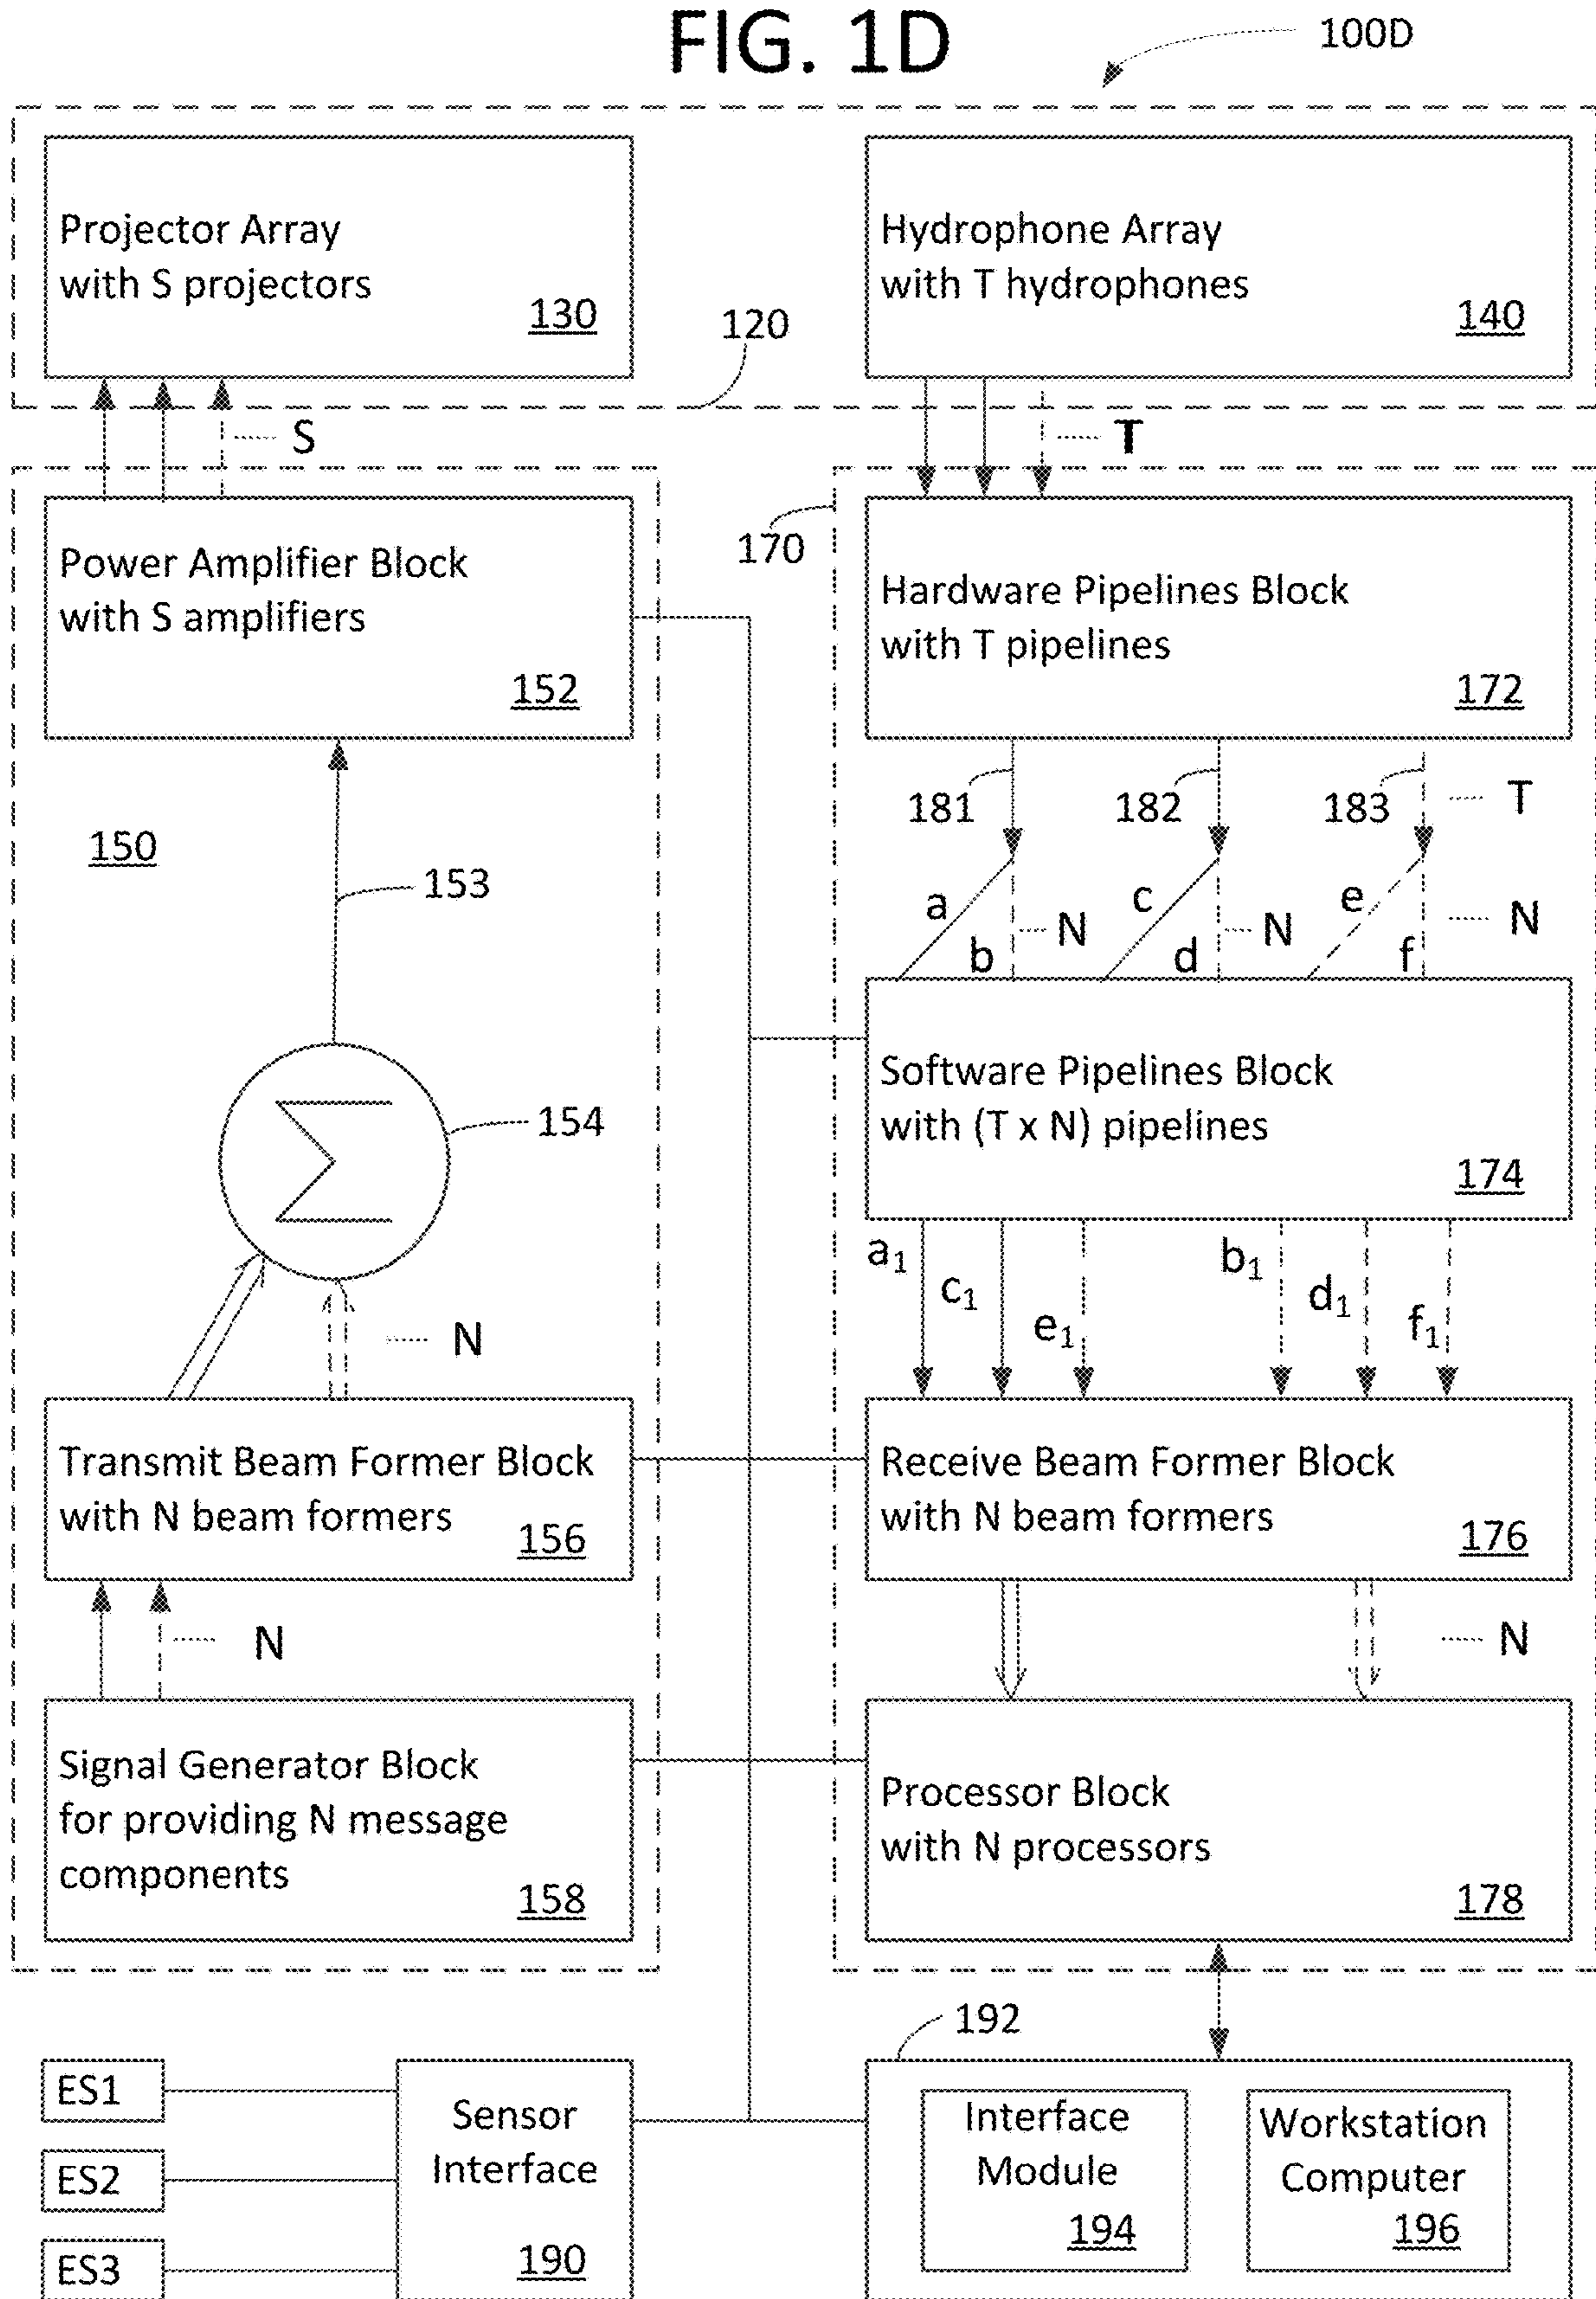 FIG. 1D
100D
Projector Array
with S projectors
130
Hydrophone Array
with T hydrophones
140
120
S
T
Power Amplifier Block
with S amplifiers
152
170
Hardware Pipelines Block
with T pipelines
172
150
153
181
182
183
T
a
b
N
c
d
N
e
f
N
154
Software Pipelines Block
with (T x N) pipelines
174
a1
c1
e1
b1
d1
f1
N
Transmit Beam Former Block
with N beam formers
156
Receive Beam Former Block
with N beam formers
176
N
N
Signal Generator Block
for providing N message
components
158
Processor Block
with N processors
178
192
ES1
ES2
ES3
Sensor
Interface
190
Interface
Module
194
Workstation
Computer
196